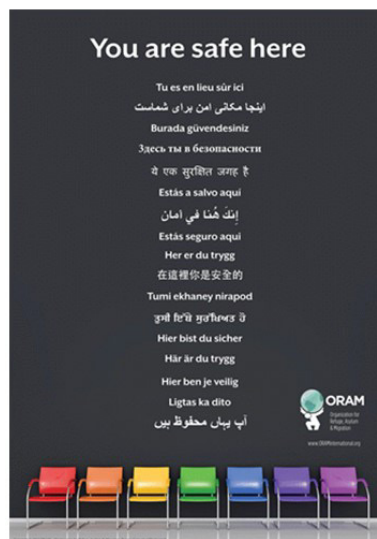 You are safe here
Tu es en lieu sûr ici
اینجا مکانی امن برای شماست
Burada güvendesiniz
Здесь ты в безопасности
ये एक सुरक्षित जगह है
Estás a salvo aquí
إنكَ هُنا في أمان
Estás seguro aqui
Her er du trygg
在這裡你是安全的
Tumi ekhaney nirapod
ਤੁਸੀ ਇੱਥੇ ਸੁਰੱਖਿਅਤ ਹੋ
Hier bist du sicher
Här är du trygg
Hier ben je veilig
Ligtas ka dito
آپ یہاں محفوظ ہیں
ORAM
Organization for
Refuge, Asylum
& Migration
www.ORAMInternational.org